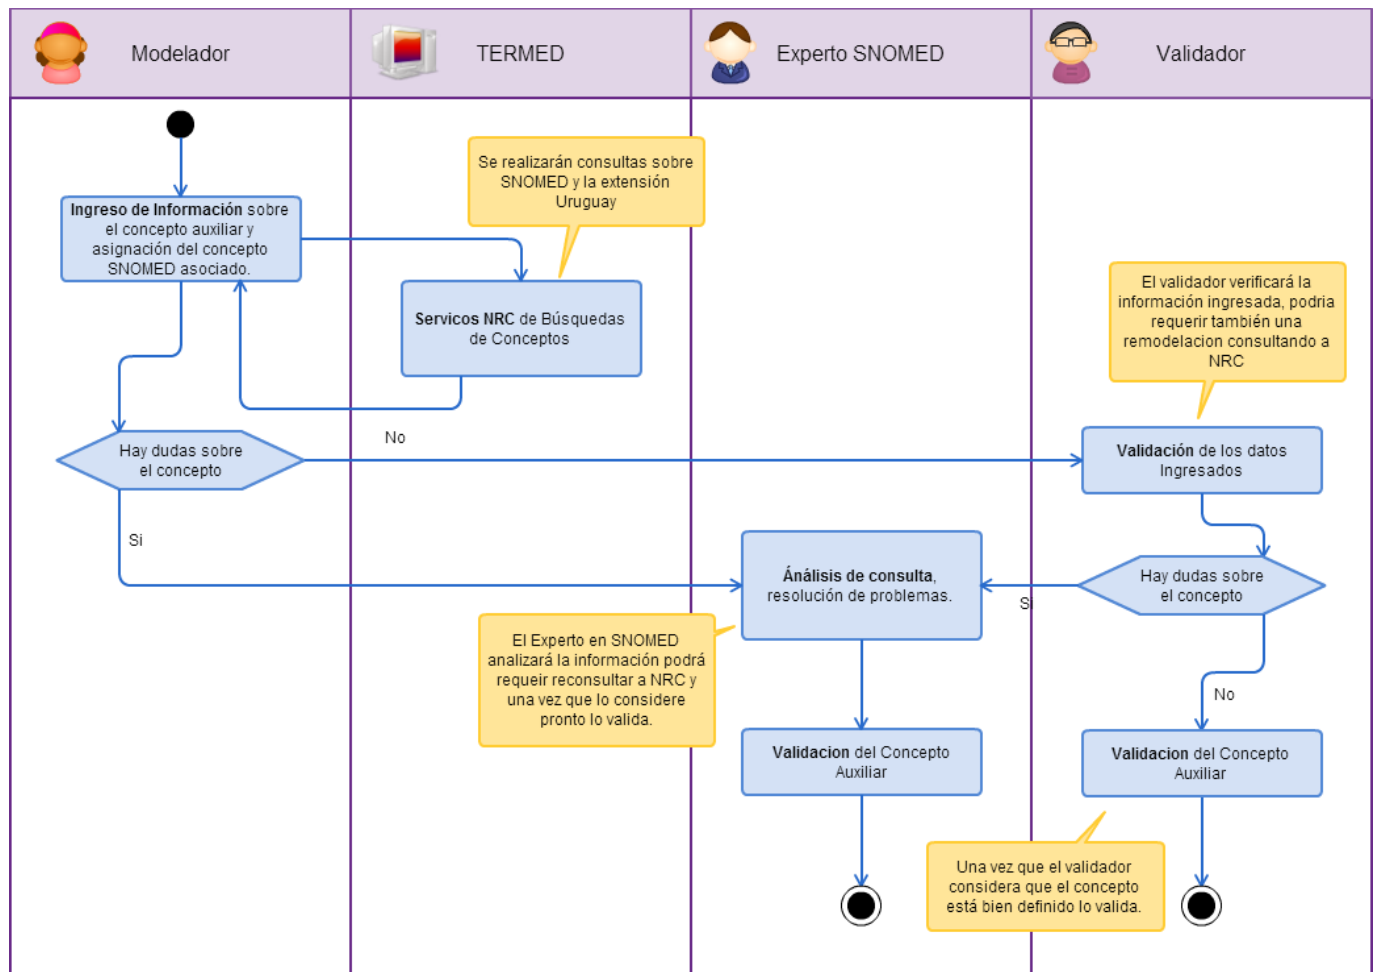 Modelador
TERMED
Experto SNOMED
Validador
Se realizarán consultas sobre
SNOMED y la extensión
Uruguay
Ingreso de Información sobre
el concepto auxiliar y
asignación del concepto
SNOMED asociado.
Servicos NRC de Búsquedas
de Conceptos
El validador verificará la
información ingresada, podria
requerir también una
remodelacion consultando a
NRC
No
Hay dudas sobre
el concepto
Validación de los datos
Ingresados
Si
Ánálisis de consulta,
resolución de problemas.
Hay dudas sobre
el concepto
Si
El Experto en SNOMED
analizará la información podrá
requeir reconsultar a NRC y
una vez que lo considere
pronto lo valida.
No
Validacion del Concepto
Auxiliar
Validacion del Concepto
Auxiliar
Una vez que el validador
considera que el concepto
está bien definido lo valida.